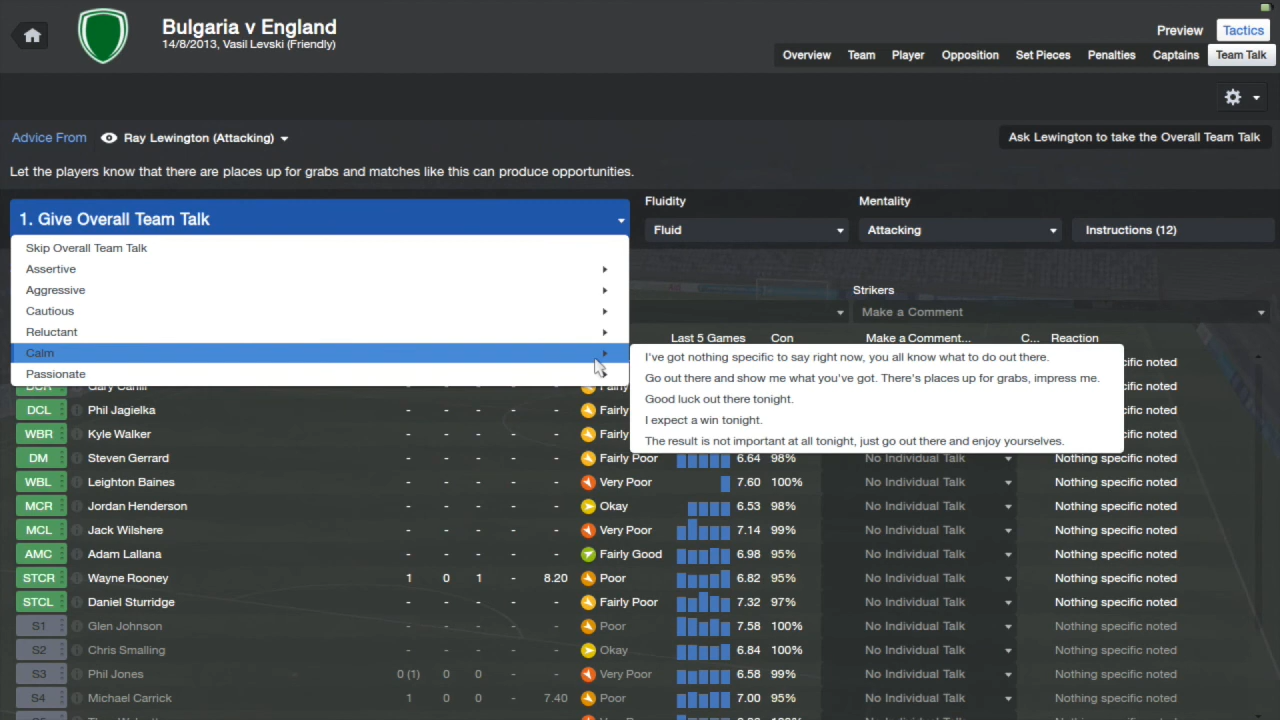 Bulgaria v England
14/8/2013, Vasil Levski (Friendly)
Preview Tactics
Overview Team Player Opposition Set Pieces Penalties Captains Team Talk
Advice From Ray Lewington (Attacking) Ask Lewington to take the Overall Team Talk
Let the players know that there are places up for grabs and matches like this can produce opportunities.
Fluidity Mentality
1. Give Overall Team Talk Fluid Attacking Instructions (12)
Skip Overall Team Talk
Assertive
Aggressive
Cautious
Reluctant
Calm
Passionate
Strikers
Make a Comment
Last 5 Games Con Make a Comment... C... Reaction
I've got nothing specific to say right now, you all know what to do out there.
Go out there and show me what you've got. There's places up for grabs, impress me.
Good luck out there tonight.
I expect a win tonight.
The result is not important at all tonight, just go out there and enjoy yourselves.
specific noted
DCR Gary Cahill Fairly specific noted
DCL Phil Jagielka - - - - - Fairly specific noted
WBR Kyle Walker - - - - - Fairly specific noted
DM Steven Gerrard - - - - - Fairly Poor 6.64 98% No Individual Talk Nothing specific noted
WBL Leighton Baines - - - - - Very Poor 7.60 100% No Individual Talk Nothing specific noted
MCR Jordan Henderson - - - - - Okay 6.53 98% No Individual Talk Nothing specific noted
MCL Jack Wilshere - - - - - Very Poor 7.14 99% No Individual Talk Nothing specific noted
AMC Adam Lallana - - - - - Fairly Good 6.98 95% No Individual Talk Nothing specific noted
STCR Wayne Rooney 1 0 1 - 8.20 Poor 6.82 95% No Individual Talk Nothing specific noted
STCL Daniel Sturridge - - - - - Fairly Poor 7.32 97% No Individual Talk Nothing specific noted
S1 Glen Johnson - - - - - Poor 7.58 100% No Individual Talk Nothing specific noted
S2 Chris Smalling - - - - - Okay 6.84 100% No Individual Talk Nothing specific noted
S3 Phil Jones 0 (1) 0 0 - - Very Poor 6.58 99% No Individual Talk Nothing specific noted
S4 Michael Carrick 1 0 0 - 7.40 Poor 7.00 95% No Individual Talk Nothing specific noted